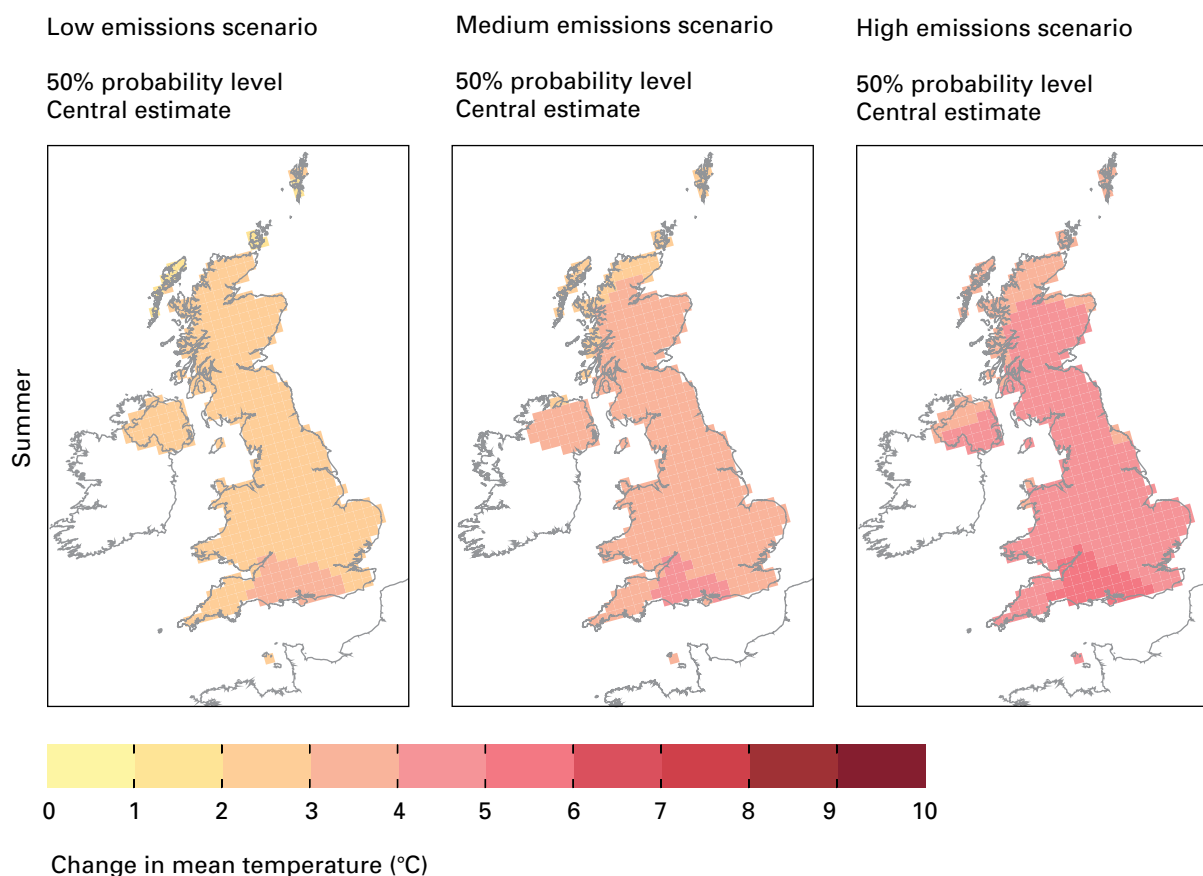 Low emissions scenario
50% probability level
Central estimate
Medium emissions scenario
50% probability level
Central estimate
High emissions scenario
50% probability level
Central estimate
Summer
0 1 2 3 4 5 6 7 8 9 10
Change in mean temperature (°C)